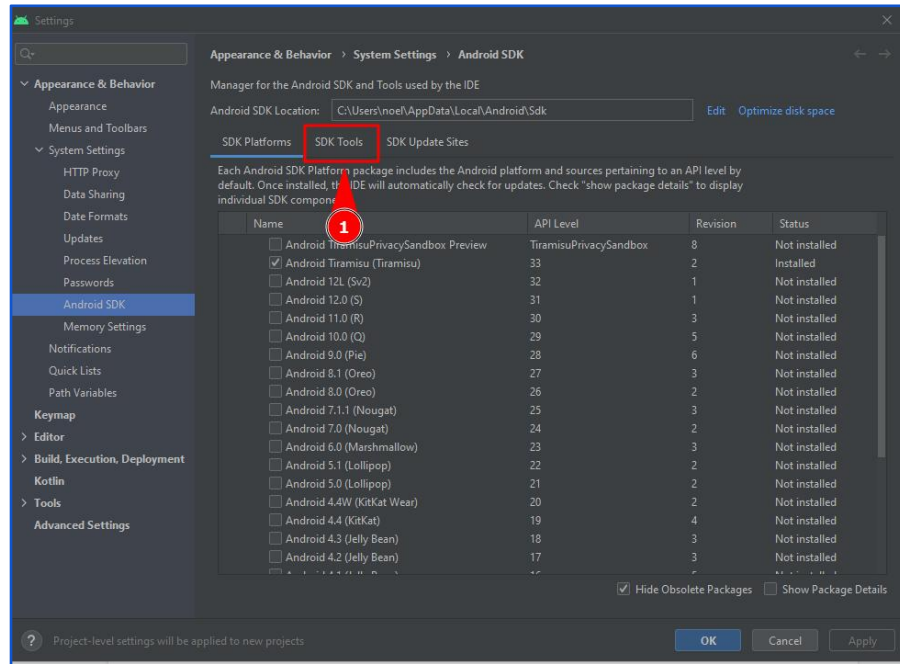 Settings
Appearance & Behavior › System Settings › Android SDK
Appearance & Behavior
Appearance
Menus and Toolbars
System Settings
HTTP Proxy
Data Sharing
Date Formats
Updates
Process Elevation
Passwords
Android SDK
Memory Settings
Notifications
Quick Lists
Path Variables
Keymap
Editor
Build, Execution, Deployment
Kotlin
Tools
Advanced Settings
Manager for the Android SDK and Tools used by the IDE
Android SDK Location: C:\Users\noel\AppData\Local\Android\Sdk Edit Optimize disk space
SDK Platforms SDK Tools SDK Update Sites
Each Android SDK Platform package includes the Android platform and sources pertaining to an API level by
default. Once installed, the IDE will automatically check for updates. Check "show package details" to display
individual SDK compone
1
Name API Level Revision Status
Android TiramisuPrivacySandbox Preview TiramisuPrivacySandbox 8 Not installed
Android Tiramisu (Tiramisu) 33 2 Installed
Android 12L (Sv2) 32 1 Not installed
Android 12.0 (S) 31 1 Not installed
Android 11.0 (R) 30 3 Not installed
Android 10.0 (Q) 29 5 Not installed
Android 9.0 (Pie) 28 6 Not installed
Android 8.1 (Oreo) 27 3 Not installed
Android 8.0 (Oreo) 26 2 Not installed
Android 7.1.1 (Nougat) 25 3 Not installed
Android 7.0 (Nougat) 24 2 Not installed
Android 6.0 (Marshmallow) 23 3 Not installed
Android 5.1 (Lollipop) 22 2 Not installed
Android 5.0 (Lollipop) 21 2 Not installed
Android 4.4W (KitKat Wear) 20 2 Not installed
Android 4.4 (KitKat) 19 4 Not installed
Android 4.3 (Jelly Bean) 18 3 Not installed
Android 4.2 (Jelly Bean) 17 3 Not installed
Hide Obsolete Packages Show Package Details
? Project-level settings will be applied to new projects
OK Cancel Apply